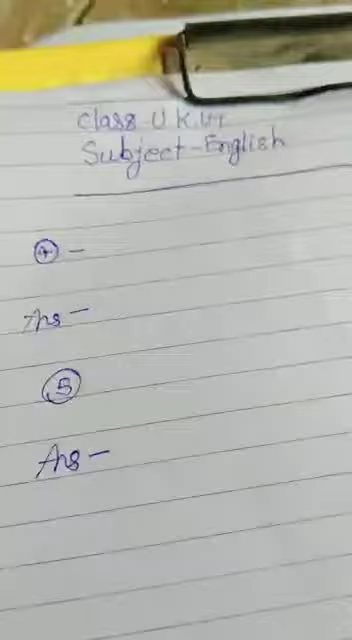 Class - U.K.G
Subject - English
④ -
Ans -
⑤
Ans -